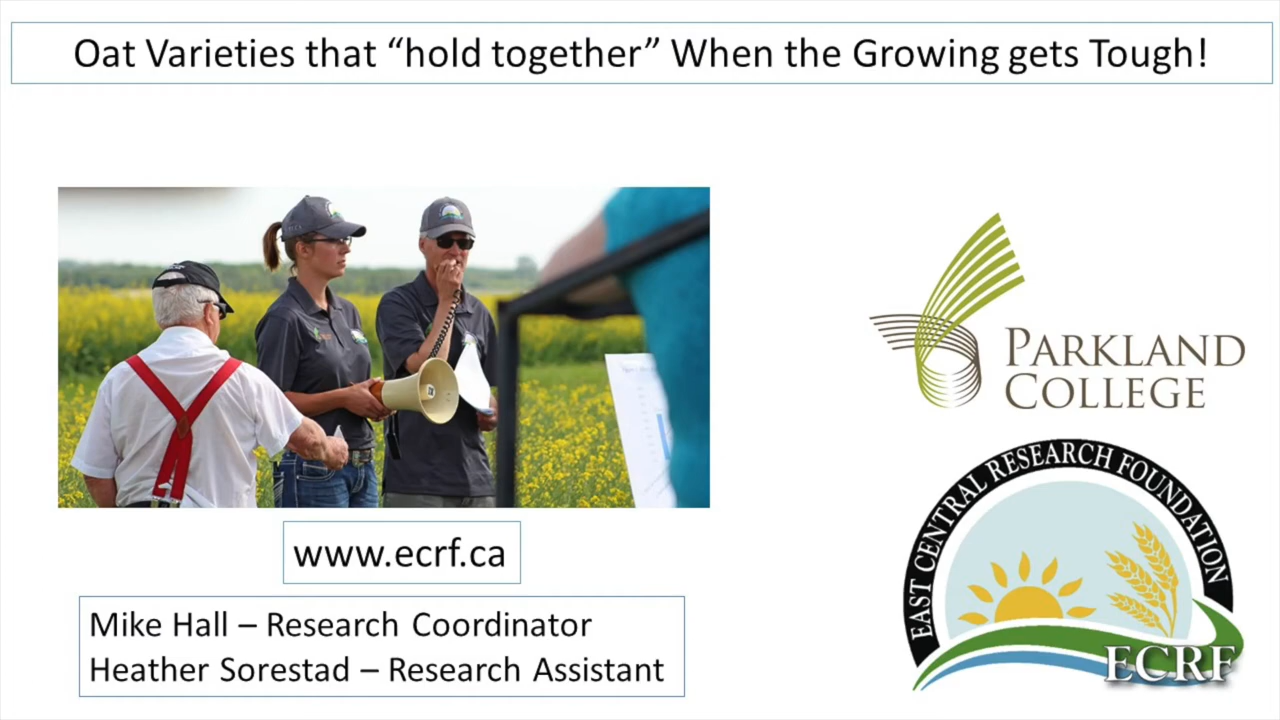 Oat Varieties that “hold together” When the Growing gets Tough!
PARKLAND
COLLEGE
EAST CENTRAL RESEARCH FOUNDATION
ECRF
www.ecrf.ca
Mike Hall – Research Coordinator
Heather Sorestad – Research Assistant